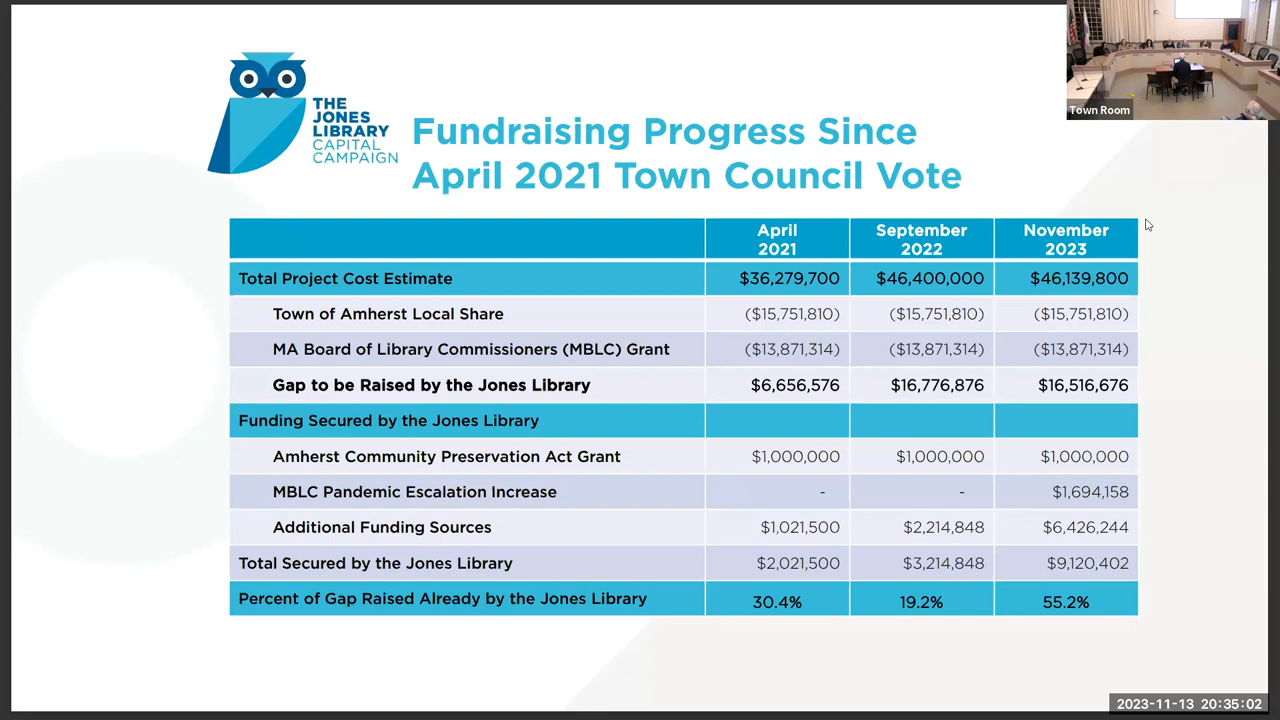 THE
JONES
LIBRARY
CAPITAL
CAMPAIGN
Fundraising Progress Since
April 2021 Town Council Vote
Town Room
April 2021 September 2022 November 2023
Total Project Cost Estimate $36,279,700 $46,400,000 $46,139,800
Town of Amherst Local Share ($15,751,810) ($15,751,810) ($15,751,810)
MA Board of Library Commissioners (MBLC) Grant ($13,871,314) ($13,871,314) ($13,871,314)
Gap to be Raised by the Jones Library $6,656,576 $16,776,876 $16,516,676
Funding Secured by the Jones Library
Amherst Community Preservation Act Grant $1,000,000 $1,000,000 $1,000,000
MBLC Pandemic Escalation Increase - - $1,694,158
Additional Funding Sources $1,021,500 $2,214,848 $6,426,244
Total Secured by the Jones Library $2,021,500 $3,214,848 $9,120,402
Percent of Gap Raised Already by the Jones Library 30.4% 19.2% 55.2%
2023-11-13 20:35:02